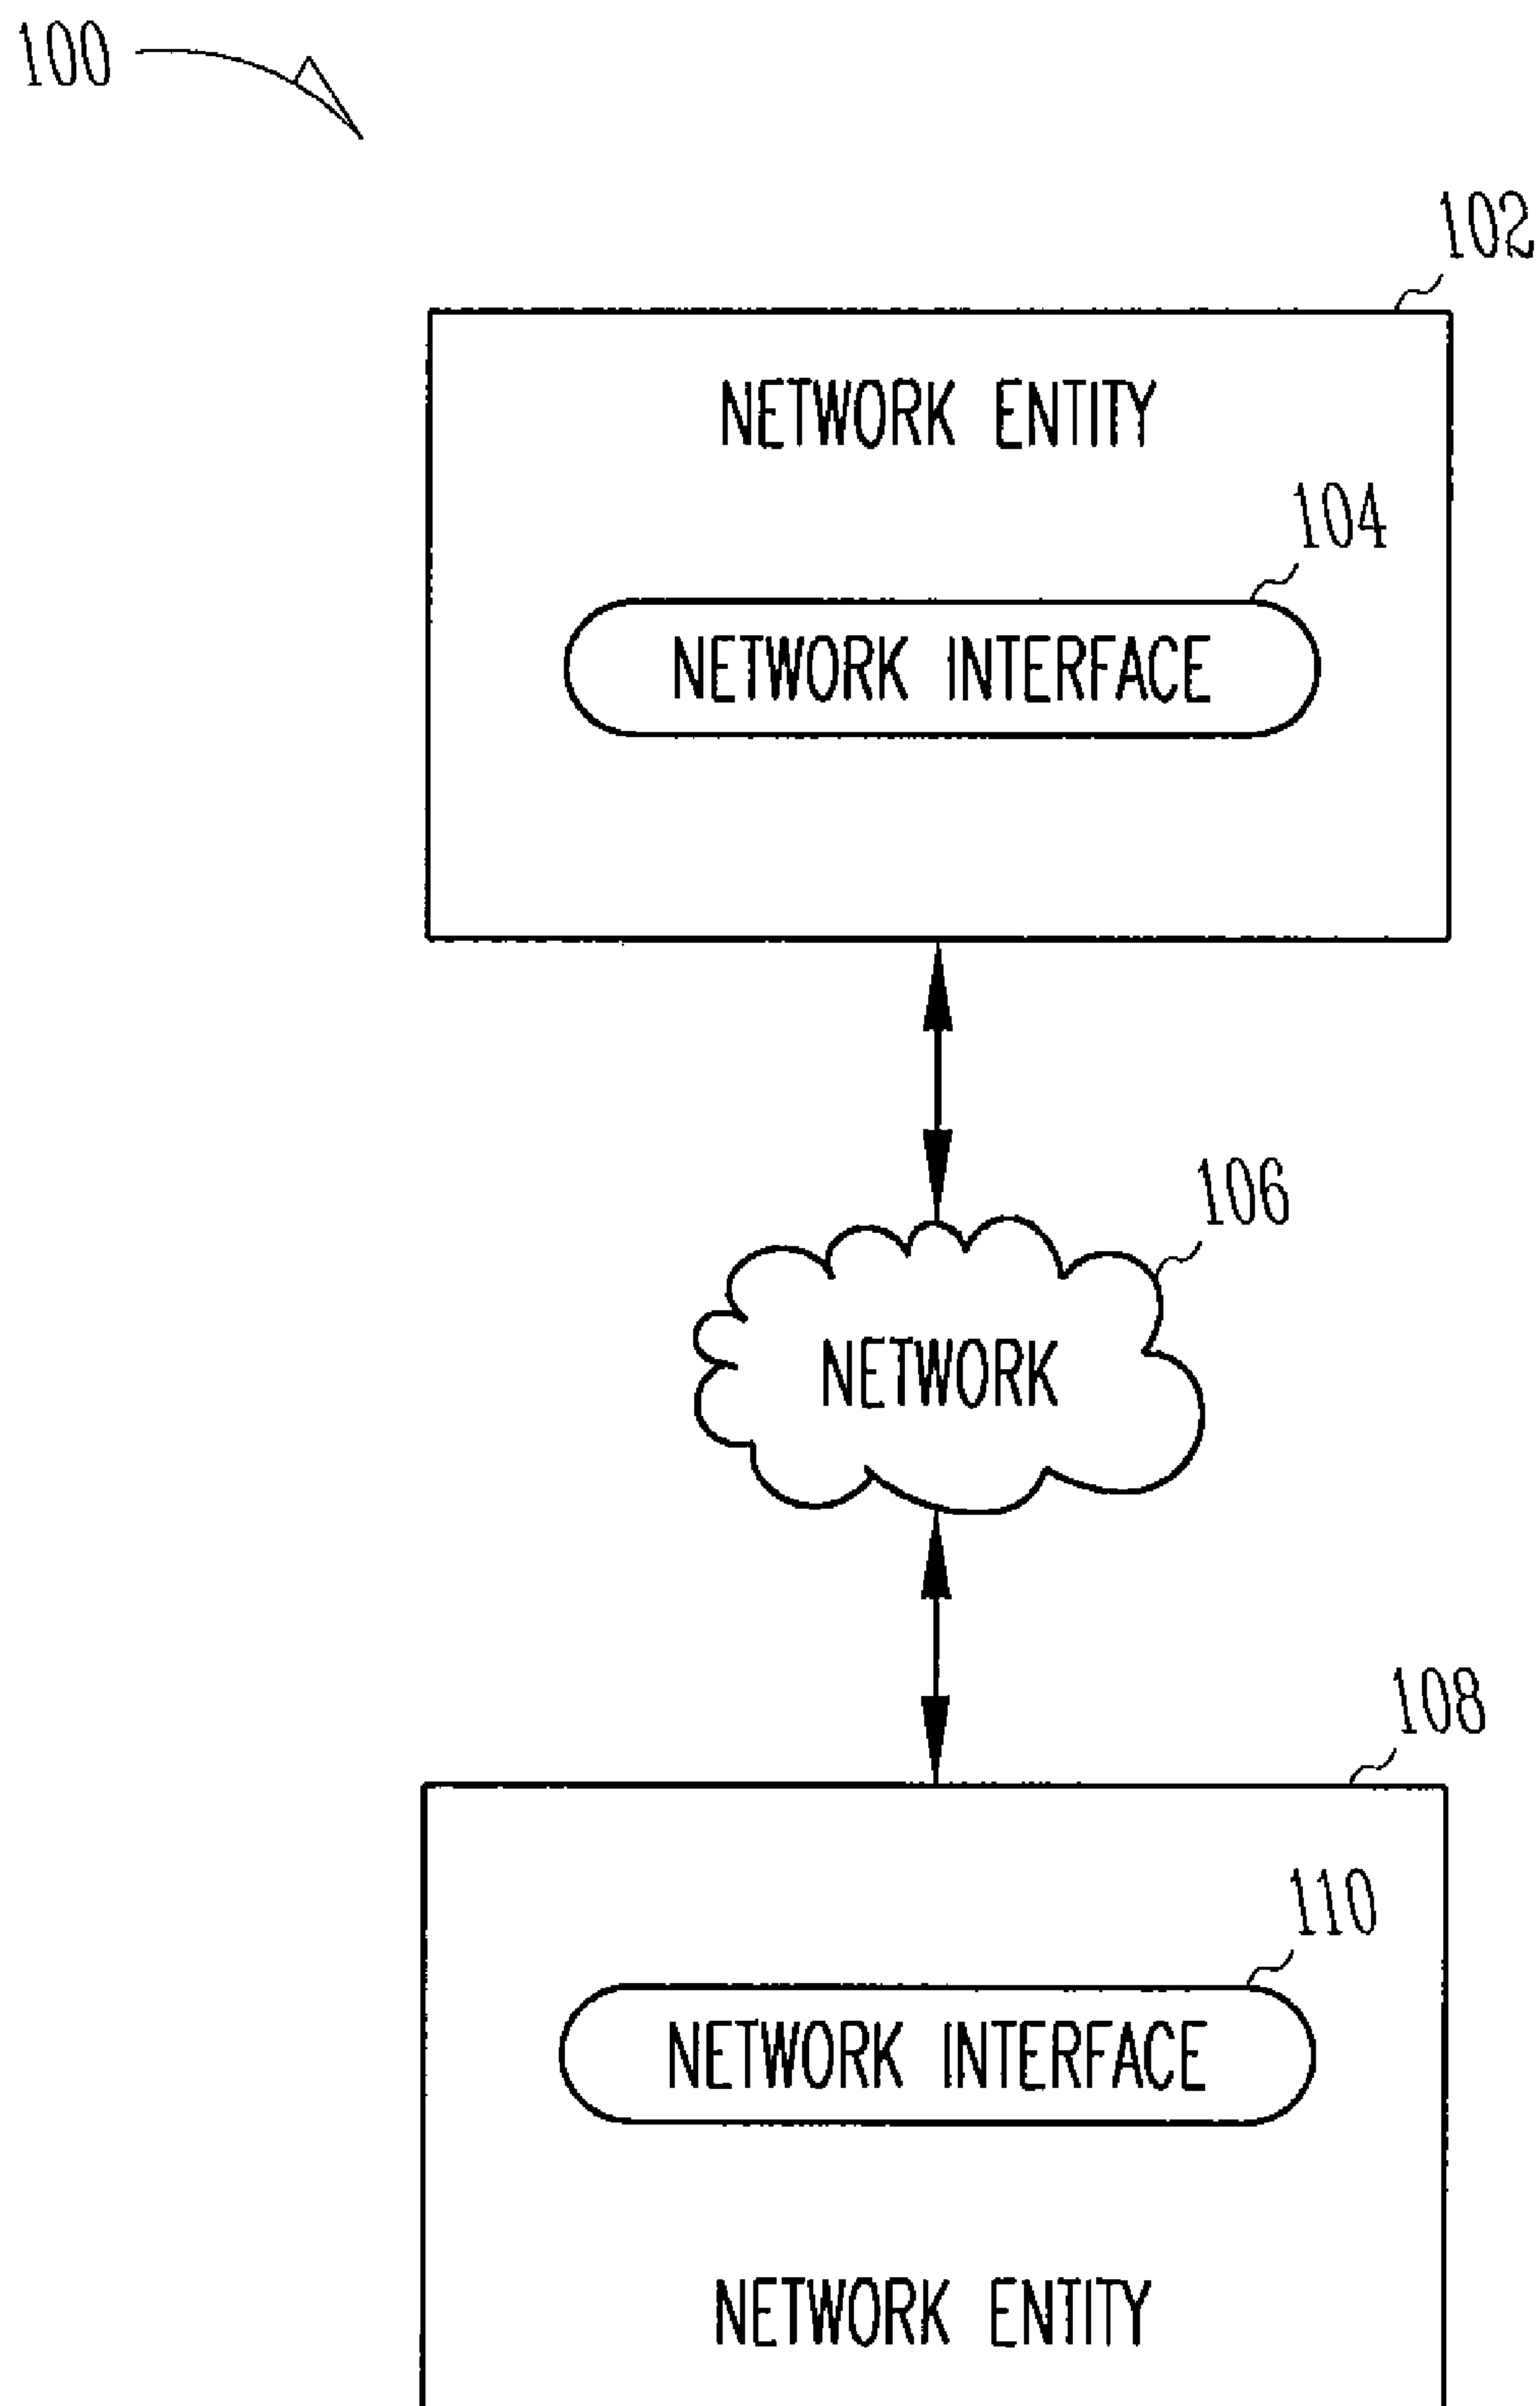 100
102
NETWORK ENTITY
104
NETWORK INTERFACE
106
NETWORK
108
110
NETWORK INTERFACE
NETWORK ENTITY